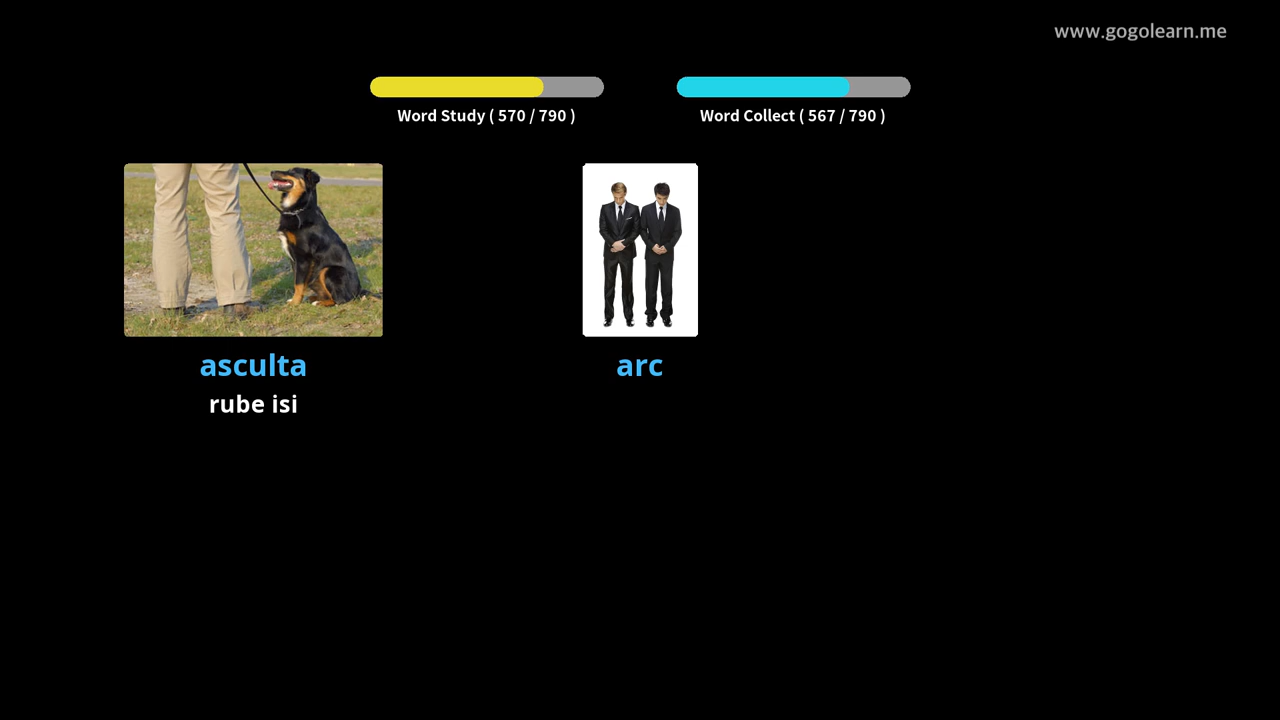 www.gogolearn.me
Word Study ( 570 / 790 )
Word Collect ( 567 / 790 )
asculta
rube isi
arc